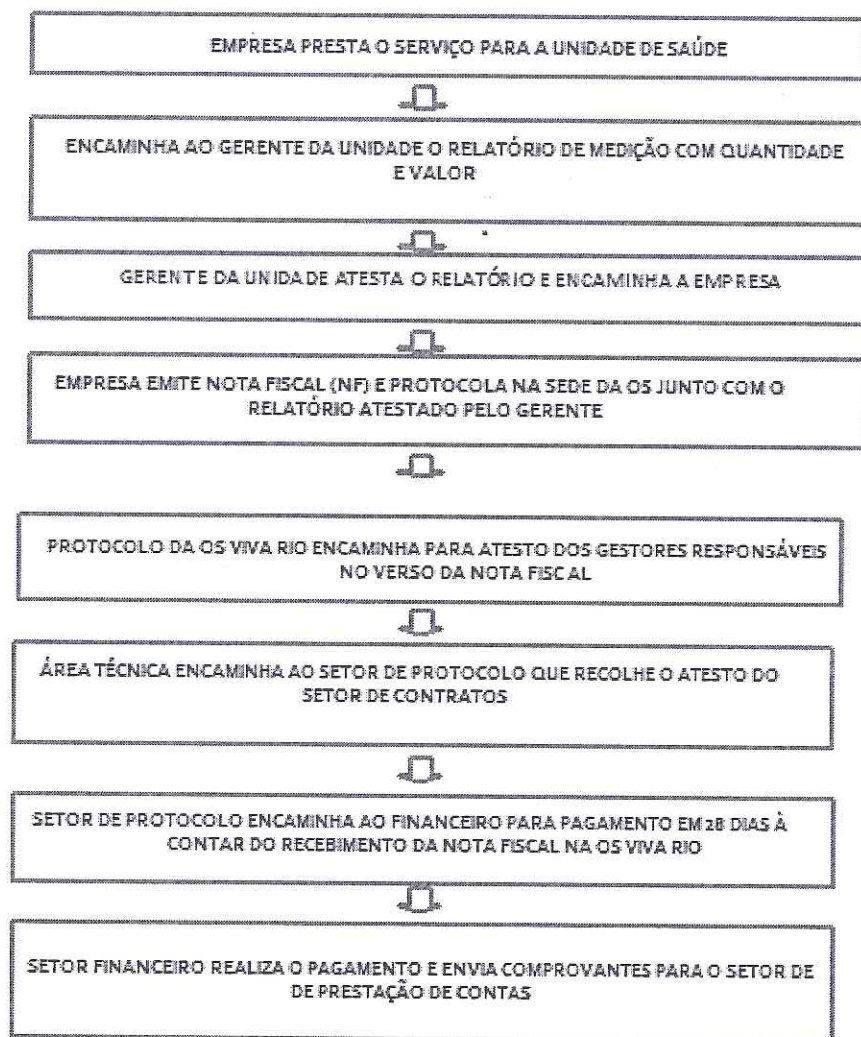 EMPRESA PRESTA O SERVIÇO PARA A UNIDADE DE SAÚDE
ENCAMINHA AO GERENTE DA UNIDADE O RELATÓRIO DE MEDIÇÃO COM QUANTIDADE
E VALOR
GERENTE DA UNIDADE ATESTA O RELATÓRIO E ENCAMINHA A EMPRESA
EMPRESA EMITE NOTA FISCAL (NF) E PROTOCOLA NA SEDE DA OS JUNTO COM O
RELATÓRIO ATESTADO PELO GERENTE
PROTOCOLO DA OS VIVA RIO ENCAMINHA PARA ATESTO DOS GESTORES RESPONSÁVEIS
NO VERSO DA NOTA FISCAL
ÁREA TÉCNICA ENCAMINHA AO SETOR DE PROTOCOLO QUE RECOLHE O ATESTO DO
SETOR DE CONTRATOS
SETOR DE PROTOCOLO ENCAMINHA AO FINANCEIRO PARA PAGAMENTO EM 28 DIAS À
CONTAR DO RECEBIMENTO DA NOTA FISCAL NA OS VIVA RIO
SETOR FINANCEIRO REALIZA O PAGAMENTO E ENVIA COMPROVANTES PARA O SETOR DE
DE PRESTAÇÃO DE CONTAS